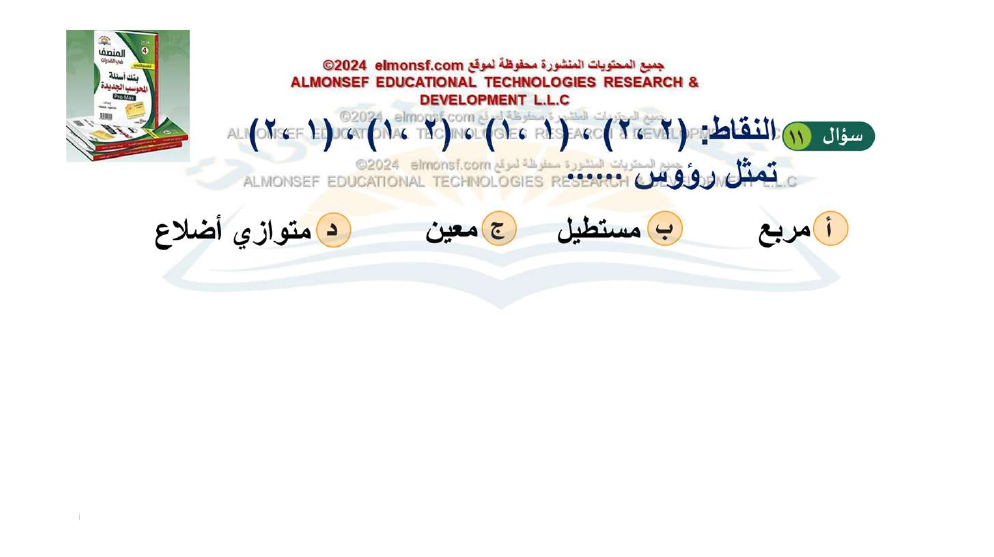 المنصف
في القدرات
بنك أسئلة
المحوسب الجديدة
جميع المحتويات المنشورة محفوظة لموقع elmonsf.com ©2024
ALMONSEF EDUCATIONAL TECHNOLOGIES RESEARCH &
DEVELOPMENT L.L.C
جميع المحتويات المنشورة محفوظة لموقع elmonsf.com ©2024
ALMONSEF EDUCATIONAL TECHNOLOGIES RESEARCH & DEVELOPMENT L.L.C
سؤال ١١ النقاط: (٢ ، ٢) ، (١ ، ١) ، (٢ ، ١) ، (١ ، ٢)
جميع المحتويات المنشورة محفوظة لموقع elmonsf.com ©2024
ALMONSEF EDUCATIONAL TECHNOLOGIES RESEARCH & DEVELOPMENT L.L.C
تمثل رؤوس ......
أ مربع ب مستطيل ج معين د متوازي أضلاع